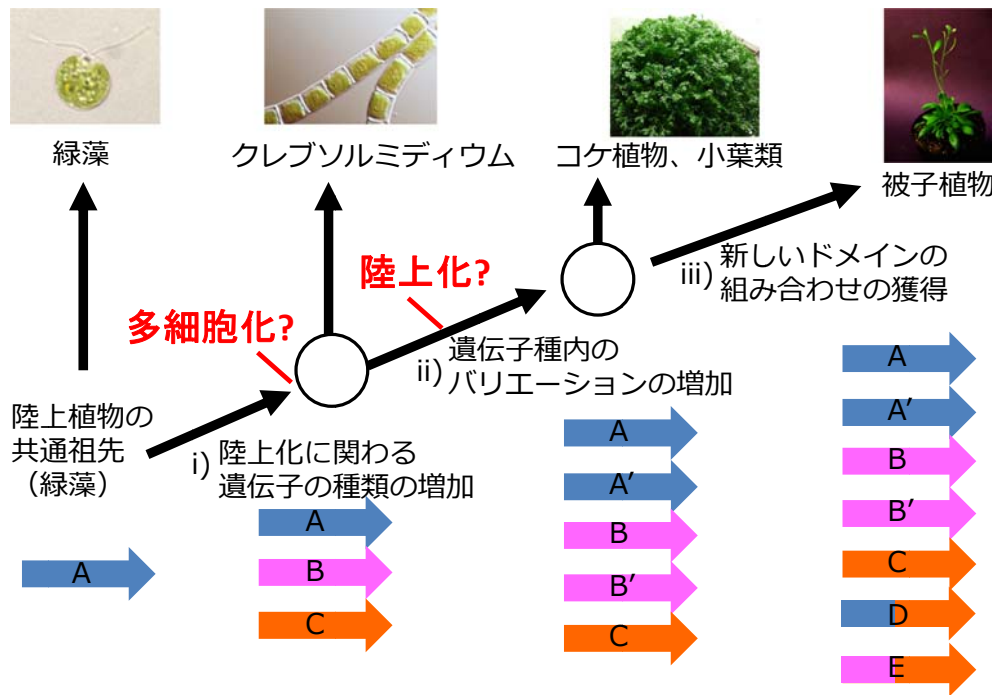 緑藻
クレブソルミディウム
コケ植物、小葉類
被子植物
陸上化?
多細胞化?
iii) 新しいドメインの
組み合わせの獲得
ii) 遺伝子種内の
バリエーションの増加
陸上植物の
共通祖先
（緑藻）
i) 陸上化に関わる
遺伝子の種類の増加
A
A
B
C
A
A′
B
B′
C
A
A′
B
B′
C
D
E